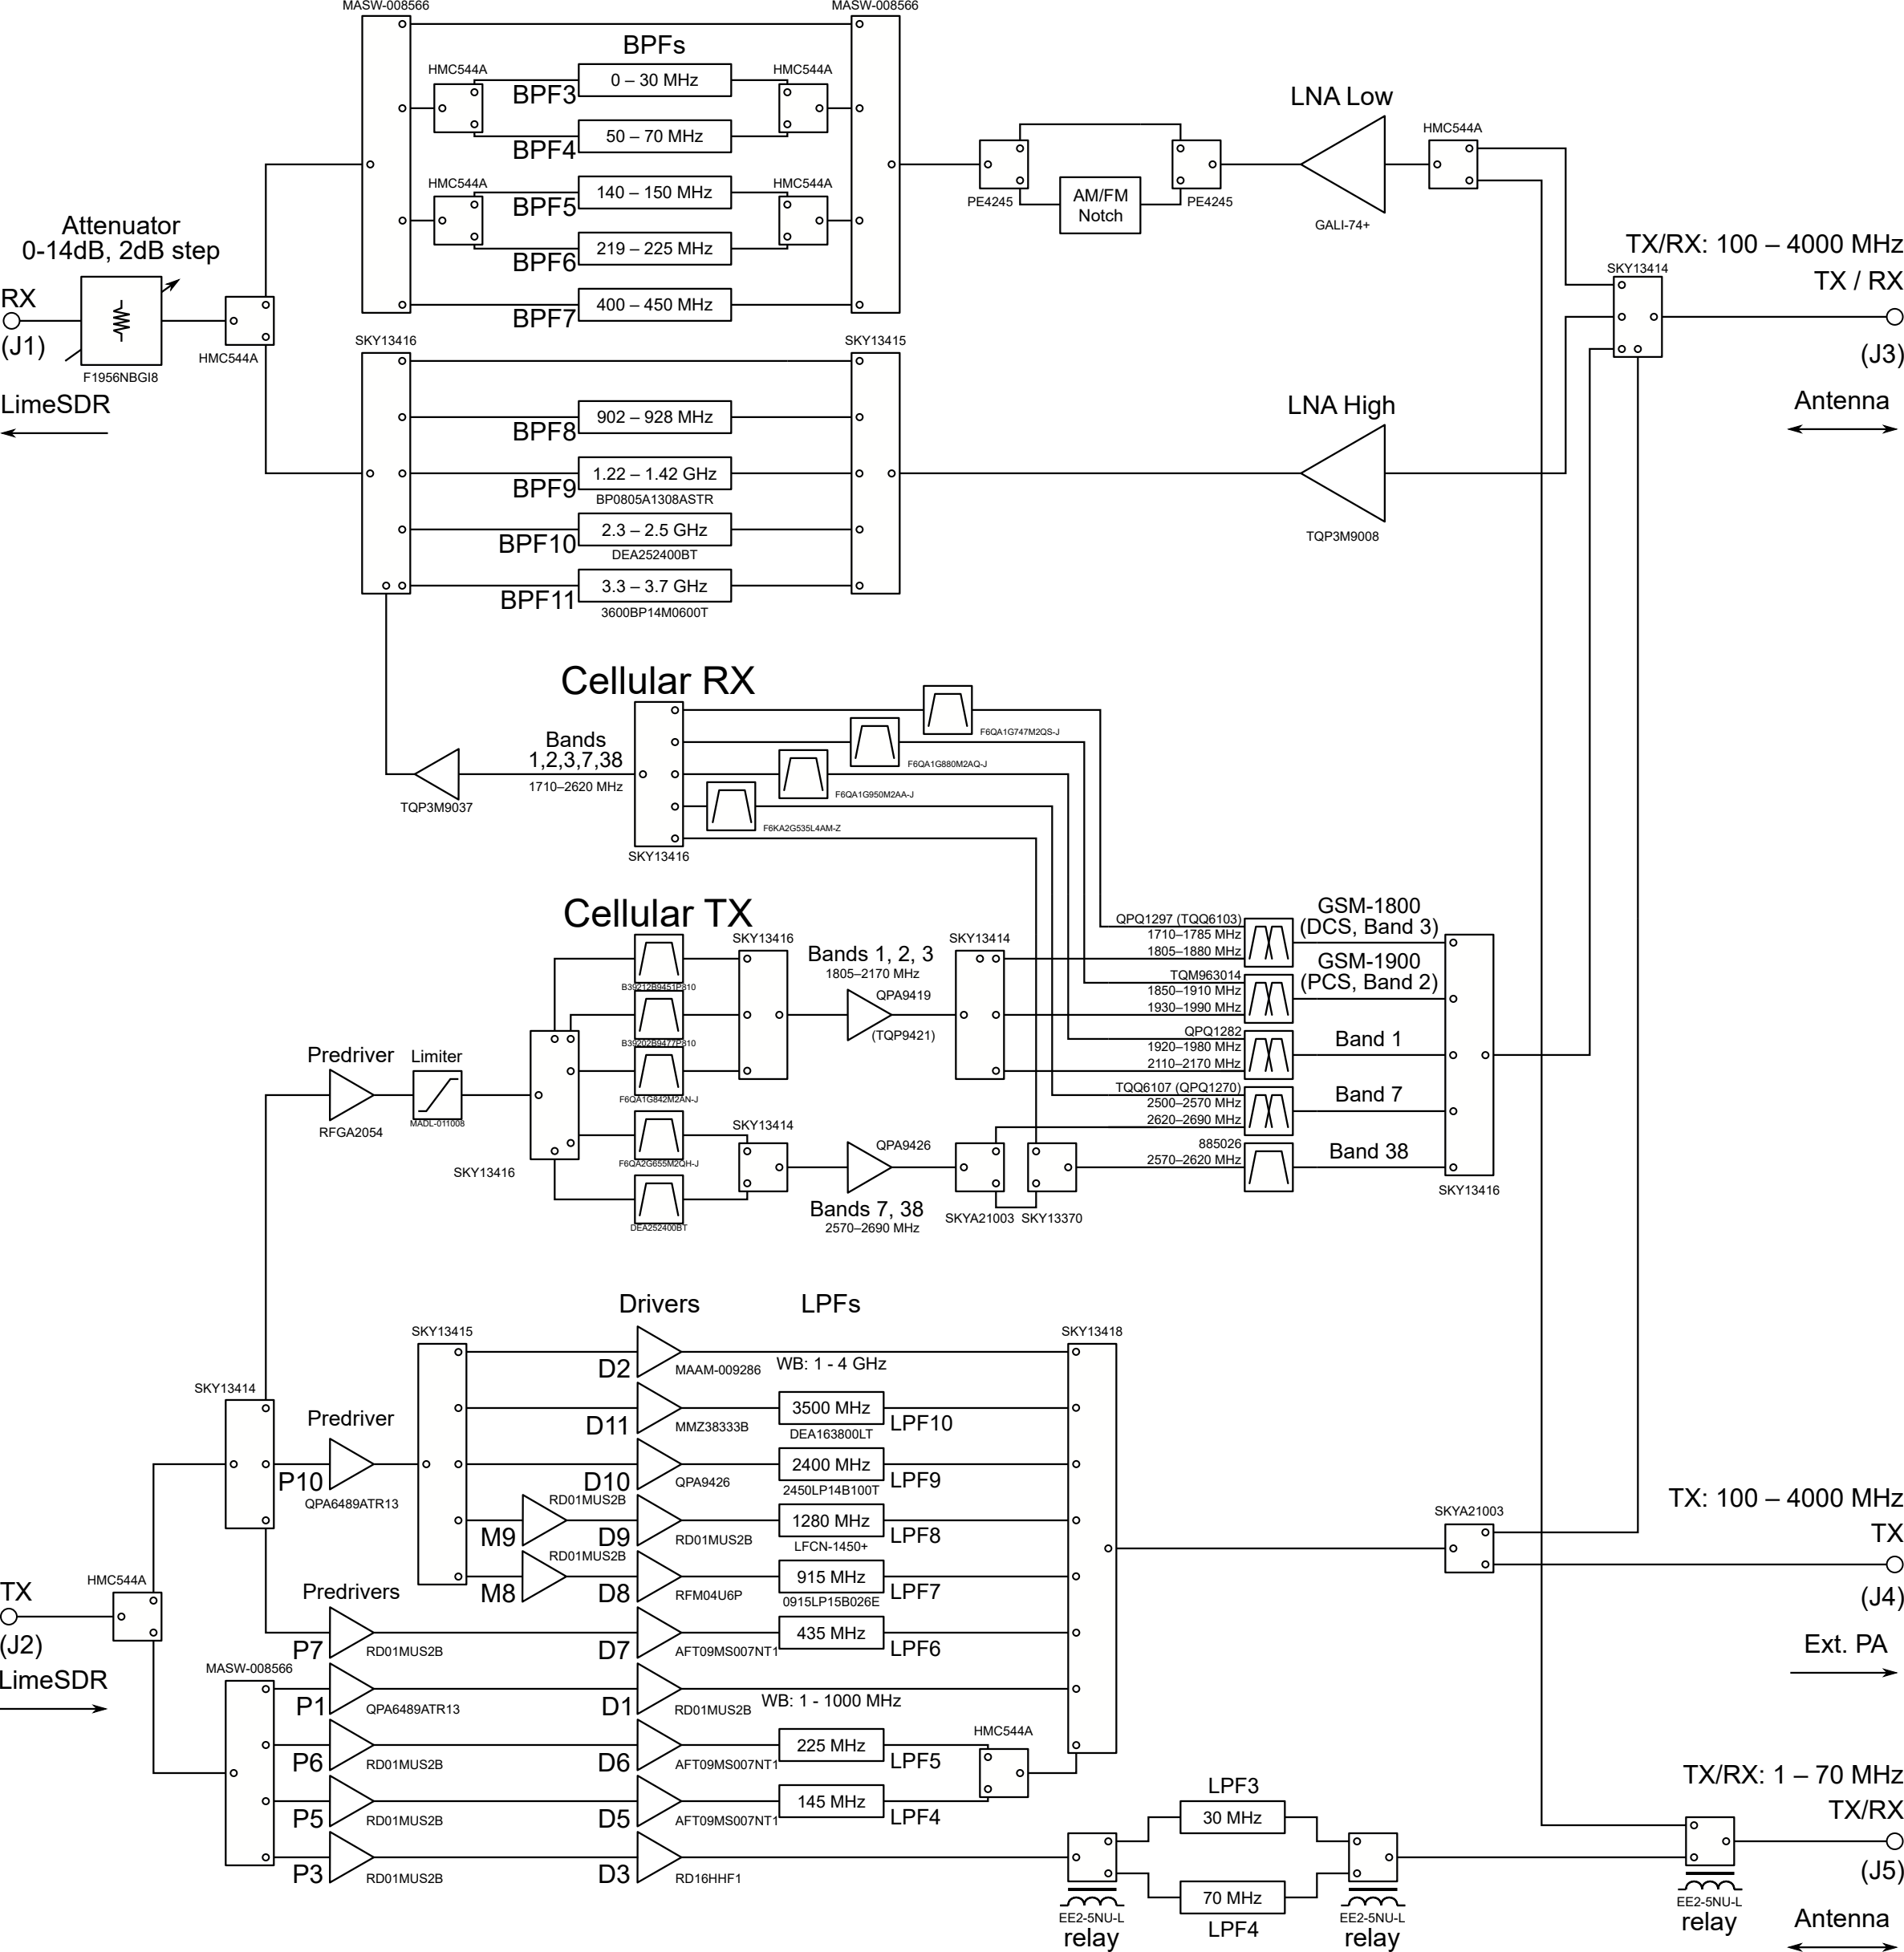 MASW-008566
MASW-008566
BPFs
HMC544A
0 – 30 MHz
HMC544A
BPF3
50 – 70 MHz
BPF4
HMC544A
140 – 150 MHz
HMC544A
BPF5
219 – 225 MHz
BPF6
400 – 450 MHz
BPF7
LNA Low
HMC544A
PE4245
AM/FM
Notch
PE4245
GALI-74+
Attenuator
0-14dB, 2dB step
RX
(J1)
F1956NBGI8
HMC544A
LimeSDR
TX/RX: 100 – 4000 MHz
SKY13414
TX / RX
(J3)
Antenna
SKY13416
SKY13415
902 – 928 MHz
BPF8
1.22 – 1.42 GHz
BPF9
BP0805A1308ASTR
2.3 – 2.5 GHz
BPF10
DEA252400BT
3.3 – 3.7 GHz
BPF11
3600BP14M0600T
LNA High
TQP3M9008
Cellular RX
F6QA1G747M2QS-J
Bands
1,2,3,7,38
1710–2620 MHz
F6QA1G880M2AQ-J
F6QA1G950M2AA-J
TQP3M9037
F6KA2G535L4AM-Z
SKY13416
Cellular TX
SKY13416
Bands 1, 2, 3
1805–2170 MHz
SKY13414
B39212B9451P810
QPA9419
(TQP9421)
B39202B9477P810
Predriver
Limiter
RFGA2054
MADL-011008
F6QA1G842M2AN-J
SKY13414
F6QA2G655M2QH-J
SKY13416
QPA9426
DEA252400BT
Bands 7, 38
2570–2690 MHz
SKYA21003
SKY13370
QPQ1297 (TQQ6103)
1710–1785 MHz
1805–1880 MHz
GSM-1800
(DCS, Band 3)
TQM963014
1850–1910 MHz
1930–1990 MHz
GSM-1900
(PCS, Band 2)
QPQ1282
1920–1980 MHz
2110–2170 MHz
Band 1
TQQ6107 (QPQ1270)
2500–2570 MHz
2620–2690 MHz
Band 7
885026
2570–2620 MHz
Band 38
SKY13416
Drivers
LPFs
SKY13415
SKY13418
D2
MAAM-009286
WB: 1 - 4 GHz
SKY13414
Predriver
D11
MMZ38333B
3500 MHz
LPF10
DEA163800LT
P10
QPA6489ATR13
D10
QPA9426
2400 MHz
LPF9
2450LP14B100T
RD01MUS2B
M9
D9
RD01MUS2B
1280 MHz
LPF8
LFCN-1450+
RD01MUS2B
M8
D8
RFM04U6P
915 MHz
LPF7
0915LP15B026E
HMC544A
TX
(J2)
LimeSDR
Predrivers
P7
RD01MUS2B
D7
AFT09MS007NT1
435 MHz
LPF6
MASW-008566
P1
QPA6489ATR13
D1
RD01MUS2B
WB: 1 - 1000 MHz
HMC544A
P6
RD01MUS2B
D6
AFT09MS007NT1
225 MHz
LPF5
P5
RD01MUS2B
D5
AFT09MS007NT1
145 MHz
LPF4
P3
RD01MUS2B
D3
RD16HHF1
LPF3
30 MHz
70 MHz
LPF4
EE2-5NU-L
relay
EE2-5NU-L
relay
SKYA21003
TX: 100 – 4000 MHz
TX
(J4)
Ext. PA
TX/RX: 1 – 70 MHz
TX/RX
(J5)
EE2-5NU-L
relay
Antenna